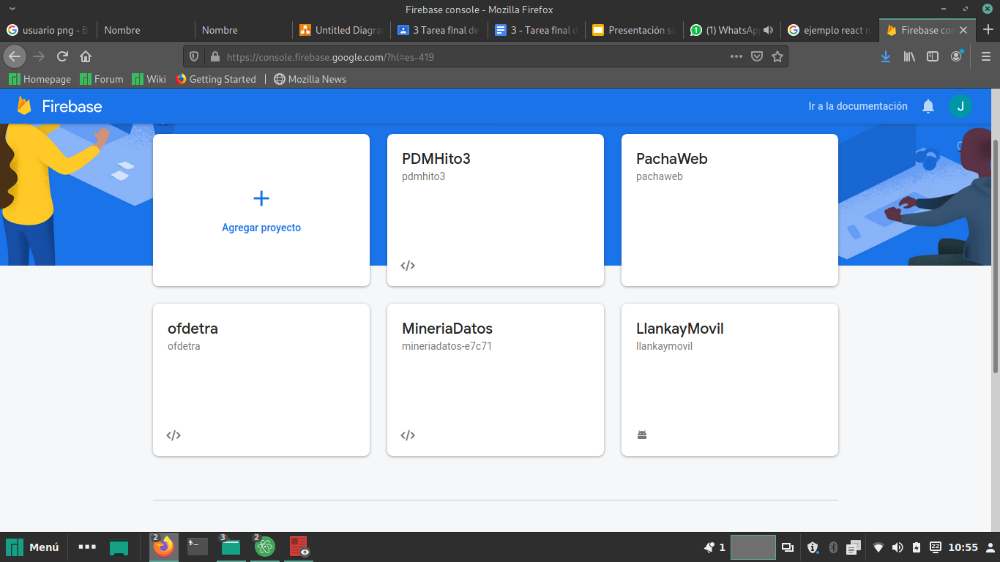 Firebase console - Mozilla Firefox
usuario png - B
Nombre
Nombre
Untitled Diagra
3 Tarea final de
3 - Tarea final d
Presentación si
(1) WhatsAp
ejemplo react n
Firebase con
https://console.firebase.google.com/?hl=es-419
Homepage
Forum
Wiki
Getting Started
Mozilla News
Firebase
Ir a la documentación
J
Agregar proyecto
PDMHito3
pdmhito3
PachaWeb
pachaweb
ofdetra
ofdetra
MineriaDatos
mineriadatos-e7c71
LlankayMovil
llankaymovil
Menú
2
3
2
1
10:55